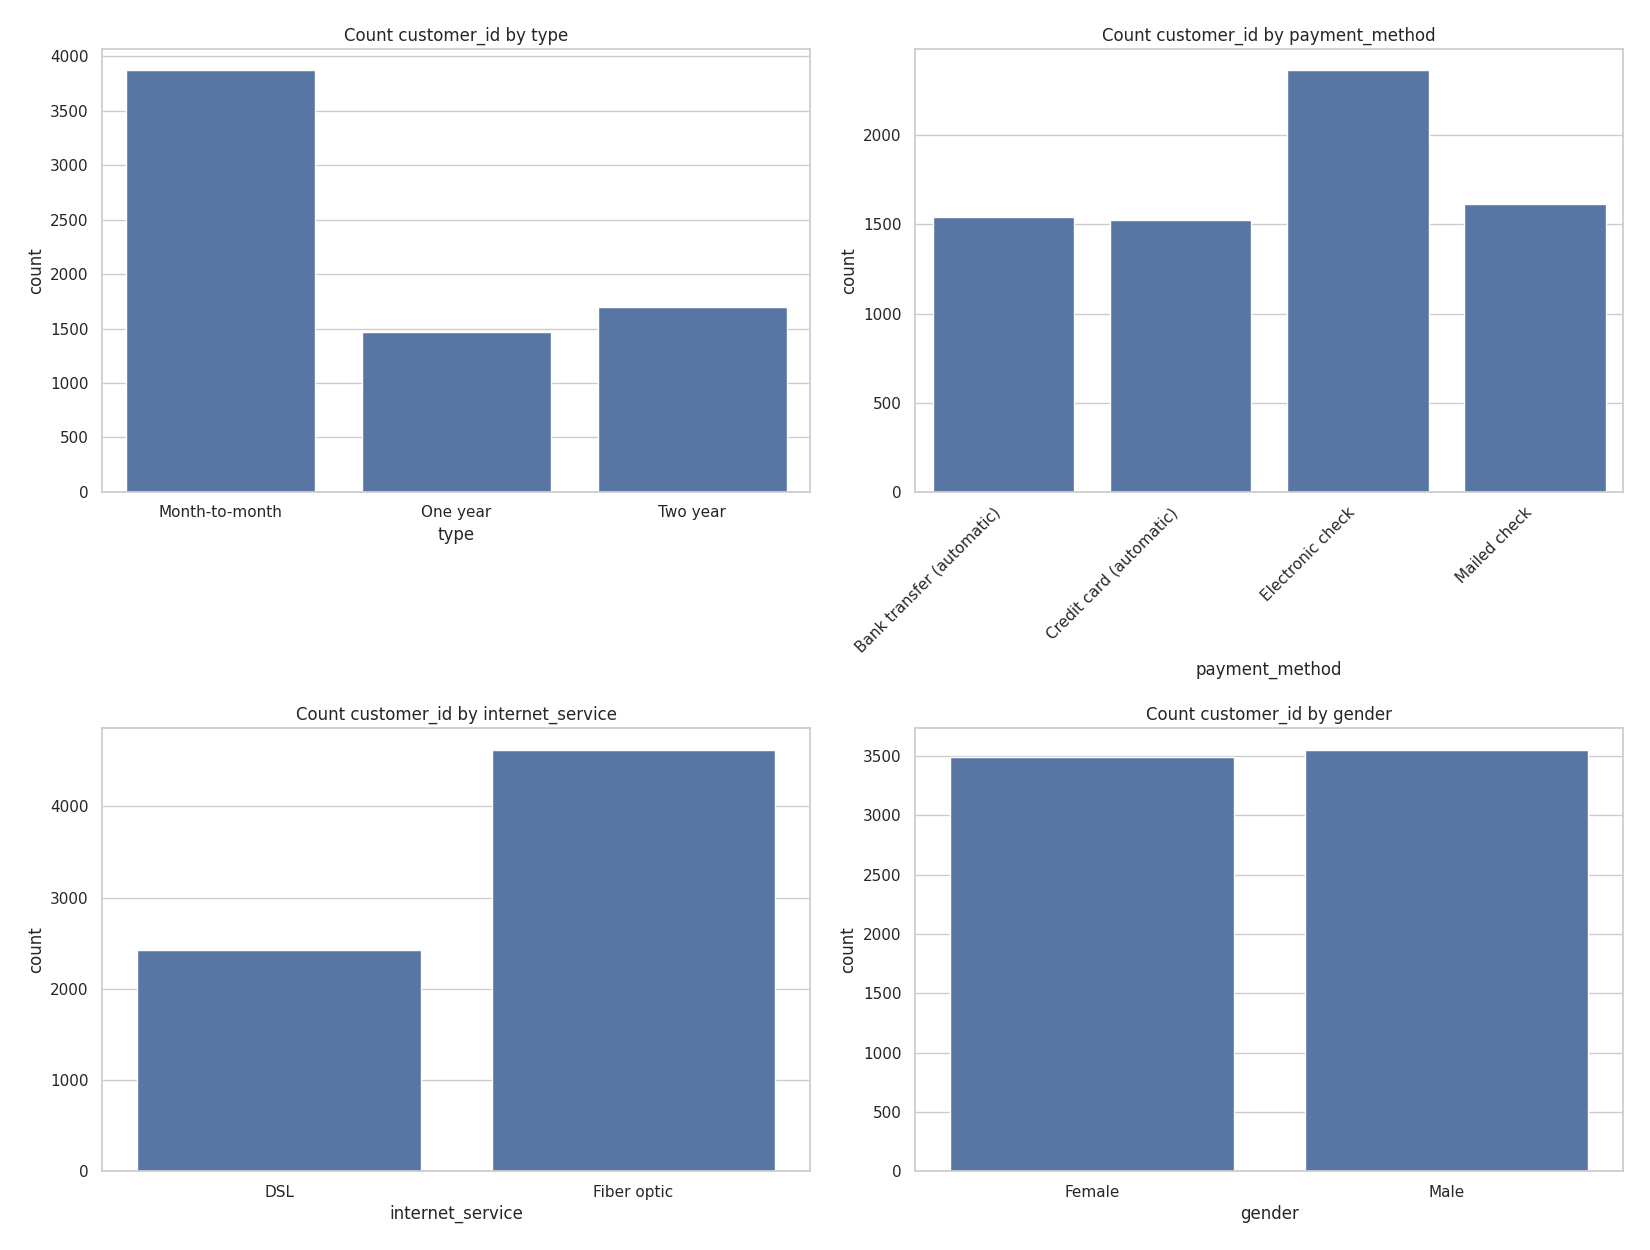 Count customer_id by type
4000
3500
3000
2500
2000
1500
1000
500
0
count
Month-to-month
One year
Two year
type
Count customer_id by payment_method
2000
1500
1000
500
0
count
Bank transfer (automatic)
Credit card (automatic)
Electronic check
Mailed check
payment_method
Count customer_id by internet_service
4000
3000
2000
1000
0
count
DSL
Fiber optic
internet_service
Count customer_id by gender
3500
3000
2500
2000
1500
1000
500
0
count
Female
Male
gender